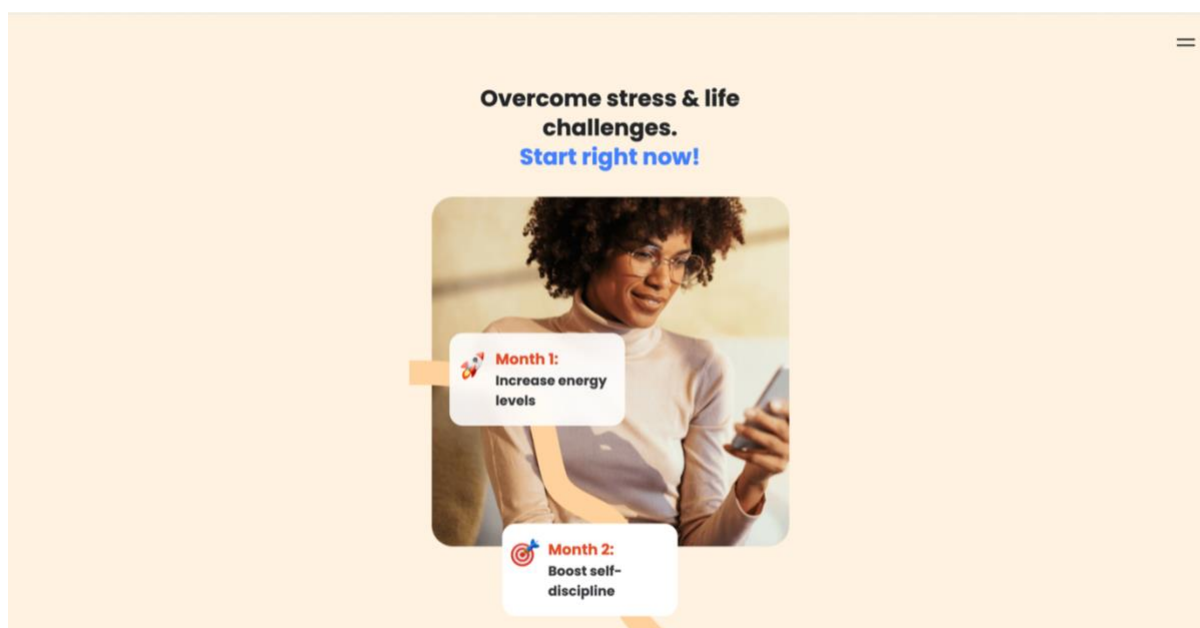 Overcome stress & life
challenges.
Start right now!
Month 1:
Increase energy
levels
Month 2:
Boost self-
discipline